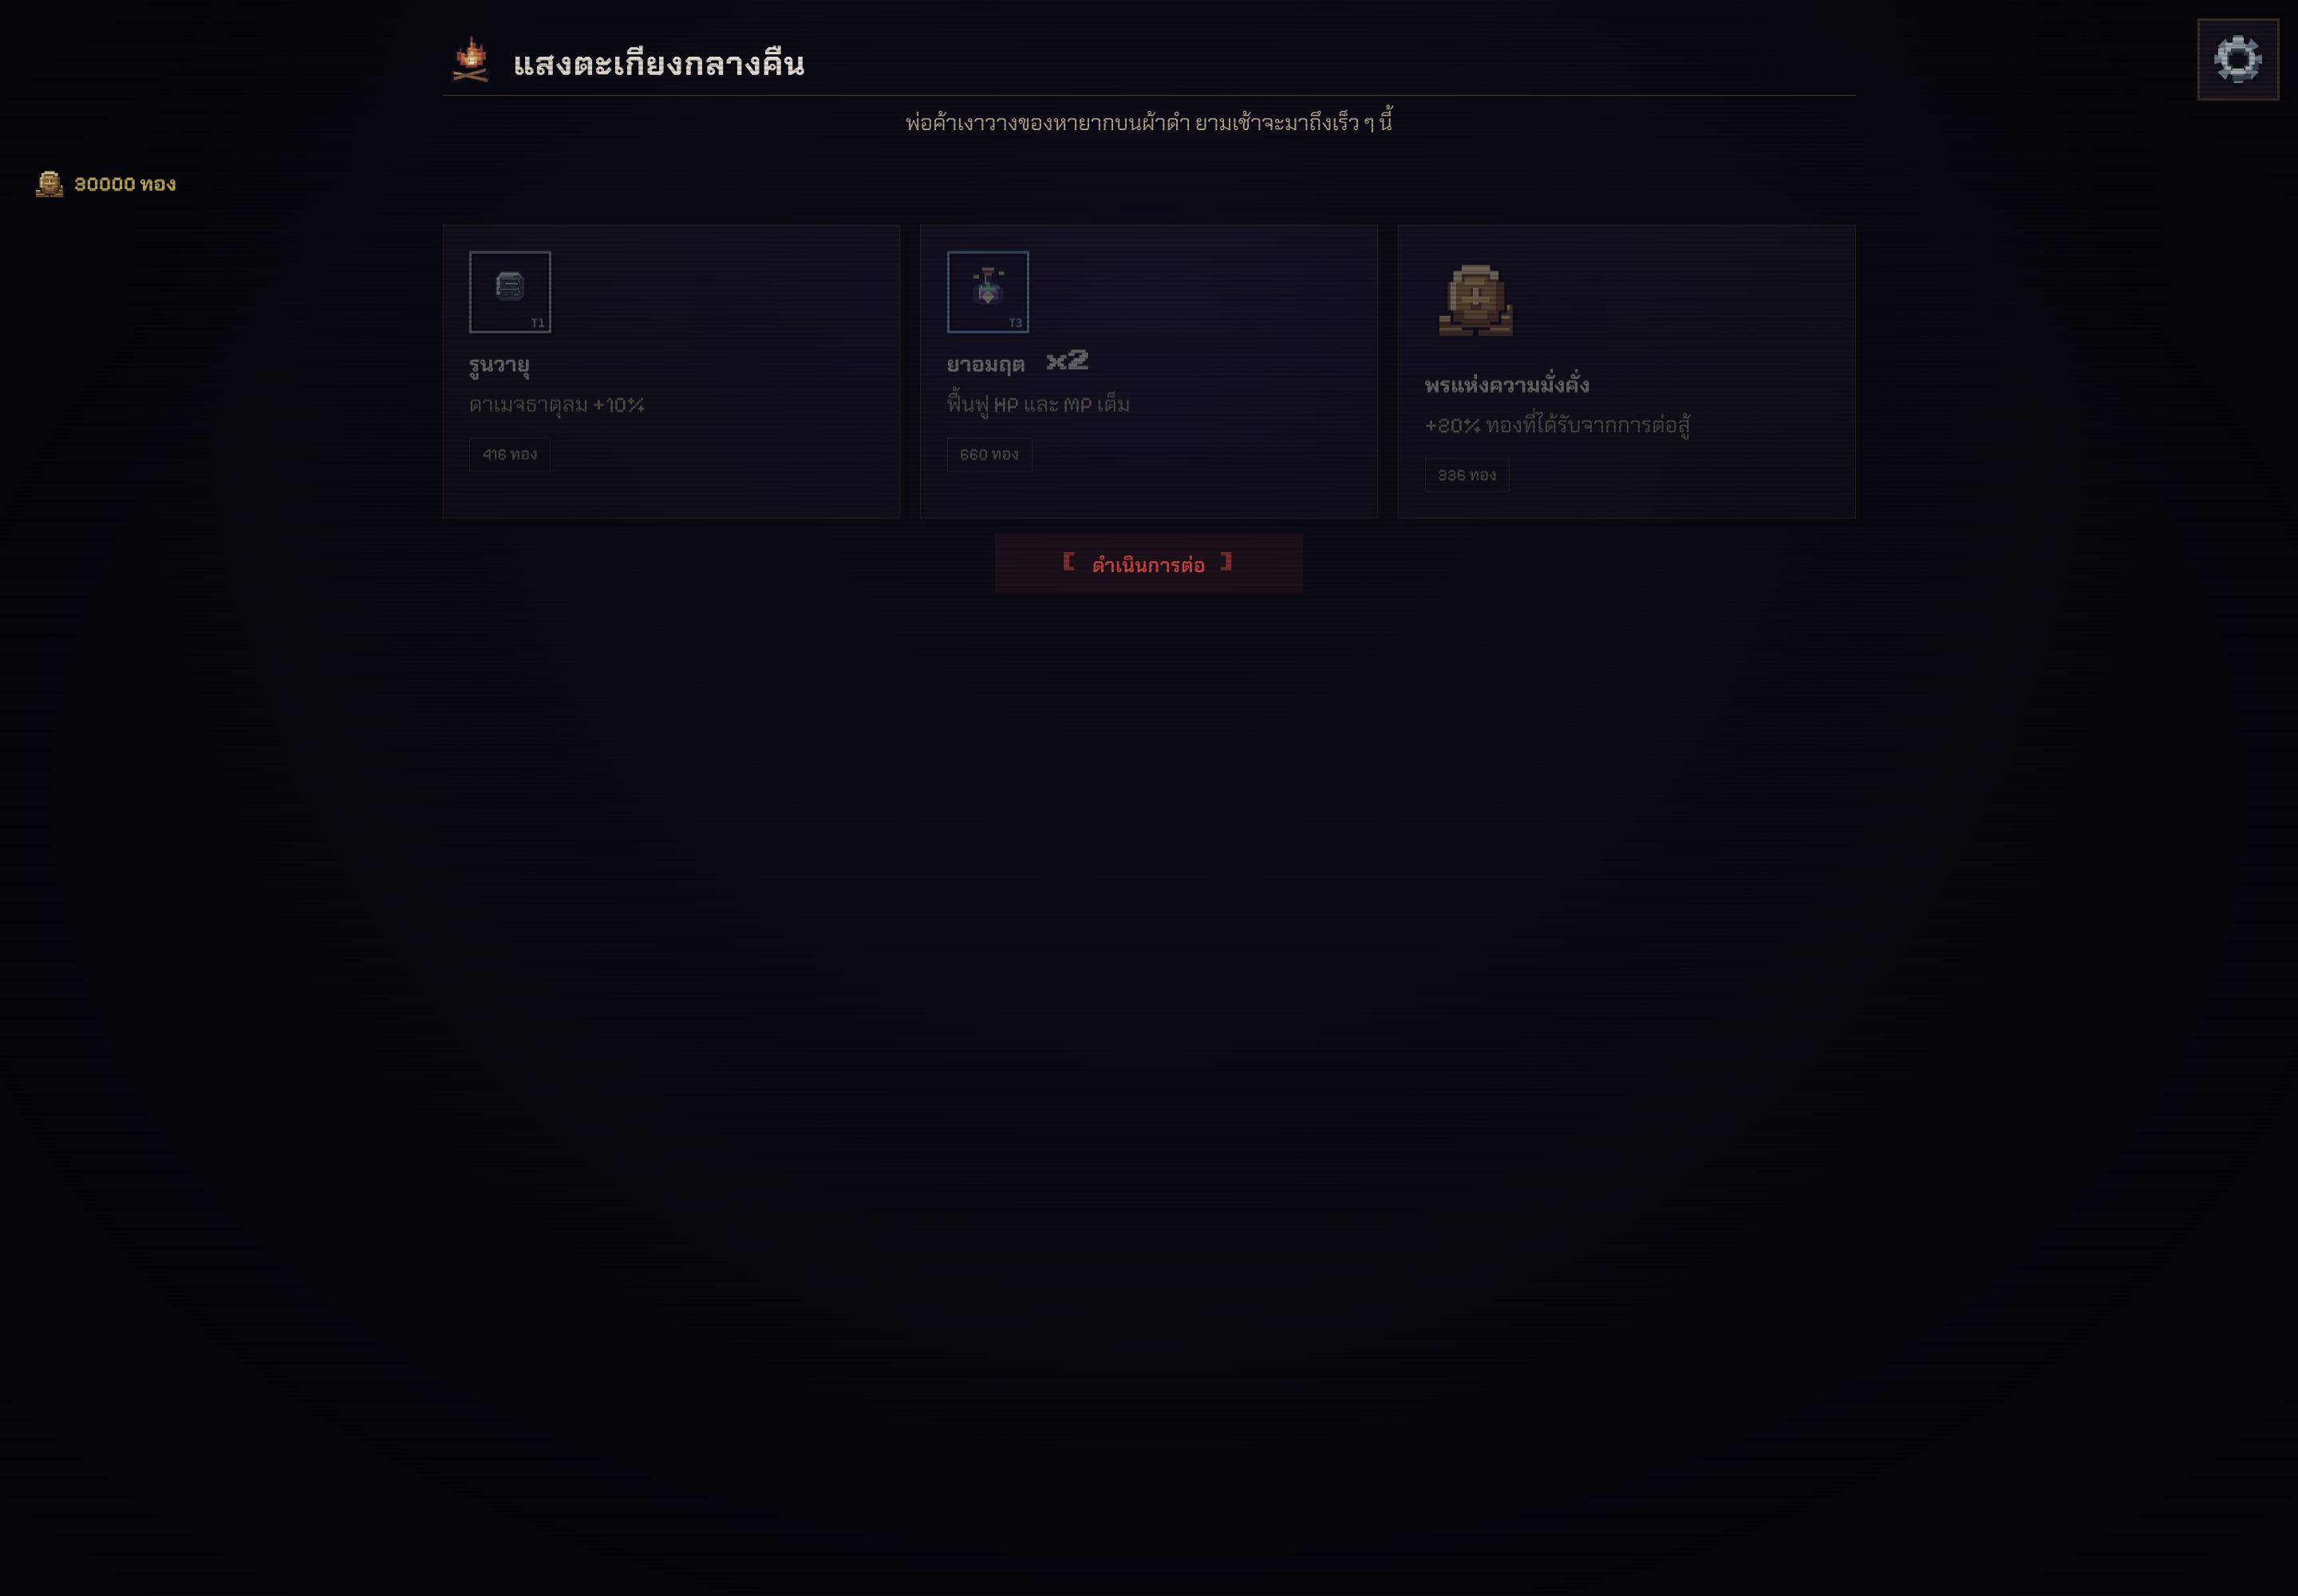 แสงตะเกียงกลางคืน
พ่อค้าเงาวางของหายากบนผ้าดำ ยามเช้าจะมาถึงเร็ว ๆ นี้
30000 ทอง
T1
รูนวายุ
ดาเมจธาตุลม +10%
416 ทอง
T3
ยาอมฤต x2
ฟื้นฟู HP และ MP เต็ม
660 ทอง
พรแห่งความมั่งคั่ง
+20% ทองที่ได้รับจากการต่อสู้
336 ทอง
[ ดำเนินการต่อ ]